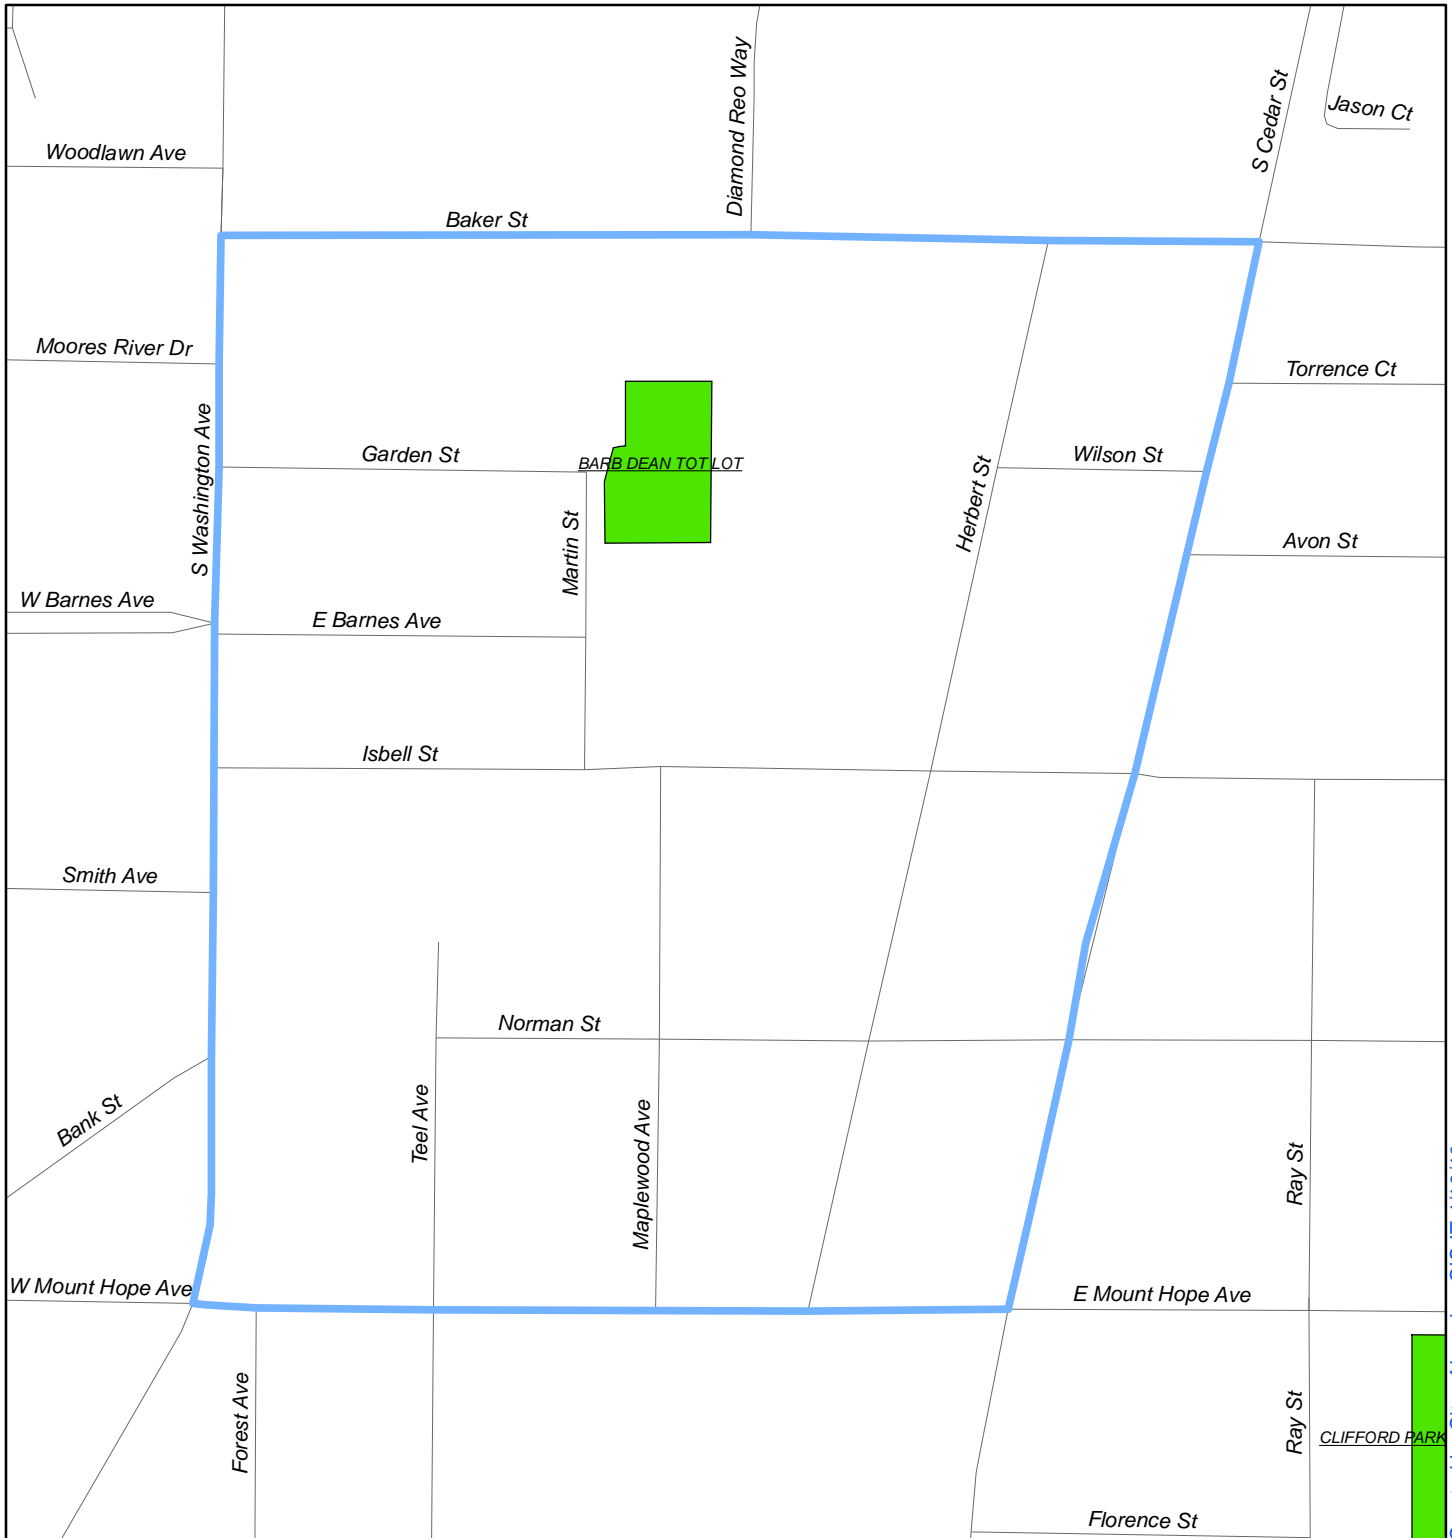 Diamond Reo Way
S Cedar St
Jason Ct
Woodlawn Ave
Baker St
Moores River Dr
Torrence Ct
S Washington Ave
Garden St
BARB DEAN TOT LOT
Herbert St
Wilson St
Martin St
Avon St
W Barnes Ave
E Barnes Ave
Isbell St
Smith Ave
Norman St
Bank St
Teel Ave
Maplewood Ave
Ray St
W Mount Hope Ave
E Mount Hope Ave
Forest Ave
Ray St
CLIFFORD PARK
Florence St